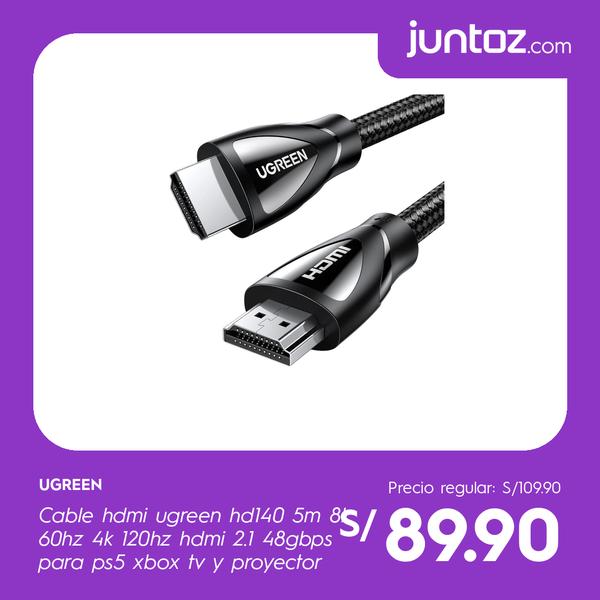 juntoz.com
UGREEN
HDMI
UGREEN
Cable hdmi ugreen hd140 5m 8k
60hz 4k 120hz hdmi 2.1 48gbps
para ps5 xbox tv y proyector
Precio regular: S/109.90
S/ 89.90